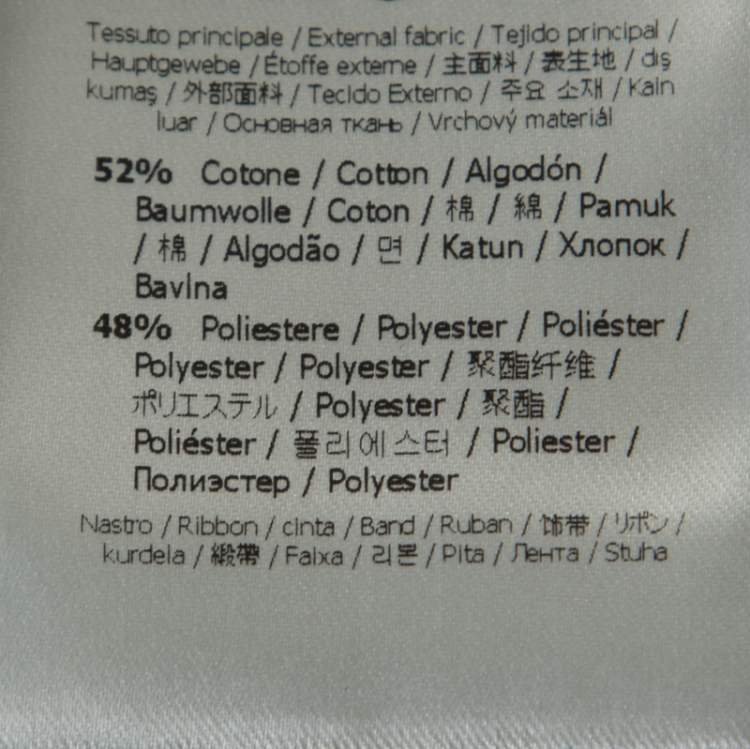 Tessuto principale / External fabric / Tejido principal /
Hauptgewebe / Étoffe externe / 主面料 / 表生地 / dış
kumaş / 外部面料 / Tecido Externo / 주요 소재 / Kain
luar / Основная ткань / Vrchový materiál
52% Cotone / Cotton / Algodón /
Baumwolle / Coton / 棉 / 綿 / Pamuk
/ 棉 / Algodão / 면 / Katun / Хлопок /
Bavlna
48% Poliestere / Polyester / Poliéster /
Polyester / Polyester / 聚酯纤维 /
ポリエステル / Polyester / 聚酯 /
Poliéster / 폴리에스터 / Poliester /
Полиэстер / Polyester
Nastro / Ribbon / cinta / Band / Ruban / 饰带 / リボン /
kurdela / 緞帶 / Faixa / 리본 / Pita / Лента / Stuha